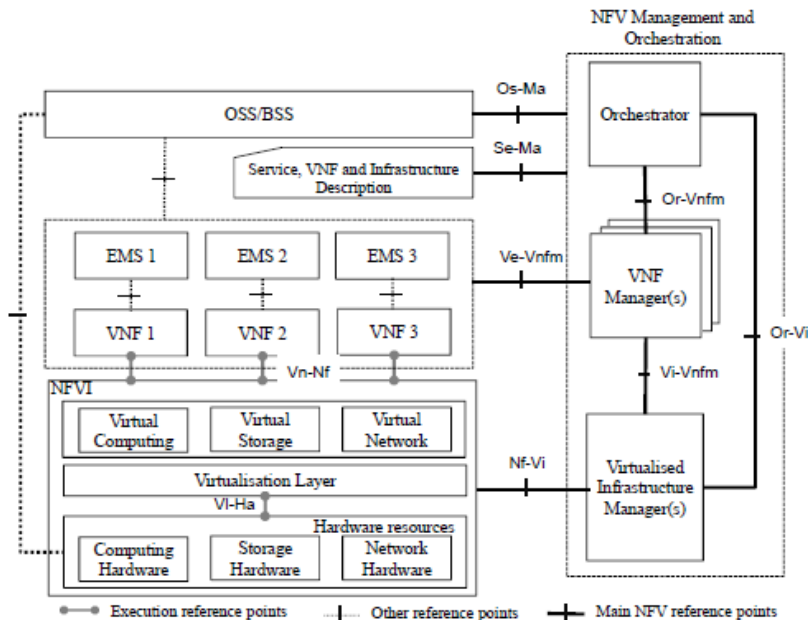 NFV Management and
Orchestration
Os-Ma
OSS/BSS
Orchestrator
Se-Ma
Service, VNF and Infrastructure
Description
Or-Vnfm
EMS 1
EMS 2
EMS 3
Ve-Vnfm
VNF
Manager(s)
VNF 1
VNF 2
VNF 3
Or-Vi
Vn-Nf
Vi-Vnfm
NFVI
Virtual
Computing
Virtual
Storage
Virtual
Network
Nf-Vi
Virtualised
Infrastructure
Manager(s)
Virtualisation Layer
Vl-Ha
Hardware resources
Computing
Hardware
Storage
Hardware
Network
Hardware
Execution reference points
Other reference points
Main NFV reference points